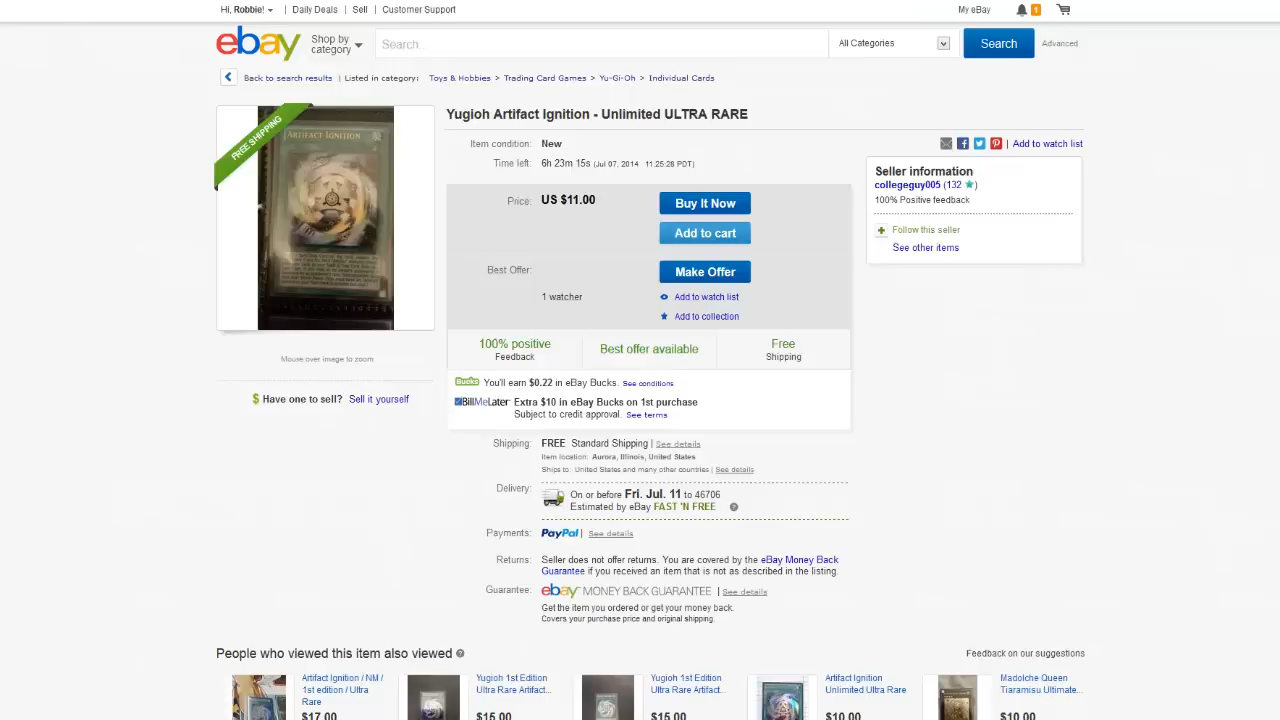 Hi, Robbie! | Daily Deals | Sell | Customer Support My eBay 1
ebay Shop by category Search... All Categories Search Advanced
Back to search results | Listed in category: Toys & Hobbies > Trading Card Games > Yu-Gi-Oh > Individual Cards
FREE SHIPPING
ARTIFACT IGNITION
Mouse over image to zoom
$ Have one to sell? Sell it yourself
Yugioh Artifact Ignition - Unlimited ULTRA RARE
Item condition: New
Time left: 6h 23m 15s (Jul 07, 2014 11:25:28 PDT)
Price: US $11.00 Buy It Now
Add to cart
Best Offer: Make Offer
1 watcher Add to watch list
Add to collection
100% positive Feedback
Best offer available
Free Shipping
Bucks You'll earn $0.22 in eBay Bucks. See conditions
BillMeLater Extra $10 in eBay Bucks on 1st purchase
Subject to credit approval. See terms
Shipping: FREE Standard Shipping | See details
Item location: Aurora, Illinois, United States
Ships to: United States and many other countries | See details
Delivery: On or before Fri. Jul. 11 to 46706
Estimated by eBay FAST 'N FREE
Payments: PayPal | See details
Returns: Seller does not offer returns. You are covered by the eBay Money Back
Guarantee if you received an item that is not as described in the listing.
Guarantee: ebay MONEY BACK GUARANTEE | See details
Get the item you ordered or get your money back.
Covers your purchase price and original shipping.
| Add to watch list
Seller information
collegeguy005 (132)
100% Positive feedback
Follow this seller
See other items
People who viewed this item also viewed Feedback on our suggestions
Artifact Ignition / NM /
1st edition / Ultra
Rare
$17.00
Yugioh 1st Edition
Ultra Rare Artifact...
$15.00
Yugioh 1st Edition
Ultra Rare Artifact...
$15.00
Artifact Ignition
Unlimited Ultra Rare
$10.00
Madolche Queen
Tiaramisu Ultimate...
$10.00